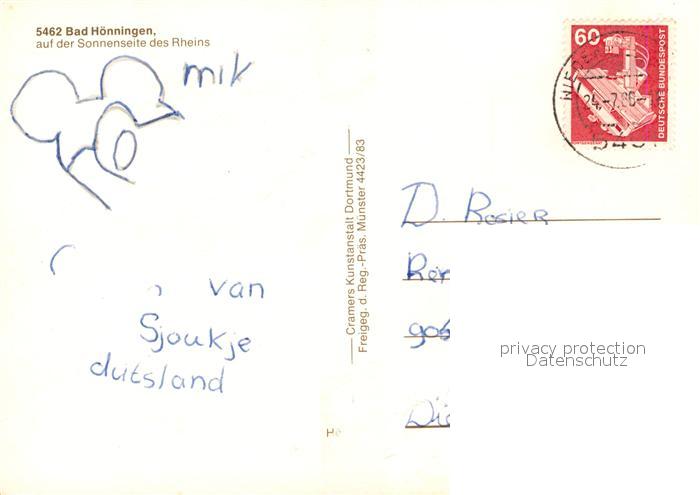 5462 Bad Hönningen,
auf der Sonnenseite des Rheins
mik
van
Sjoukje
dutsland
Cramers Kunstanstalt Dortmund
Freigeg. d. Reg.-Präs. Münster 4423/83
60
DEUTSCHE BUNDESPOST
D. Rosier
privacy protection
Datenschutz